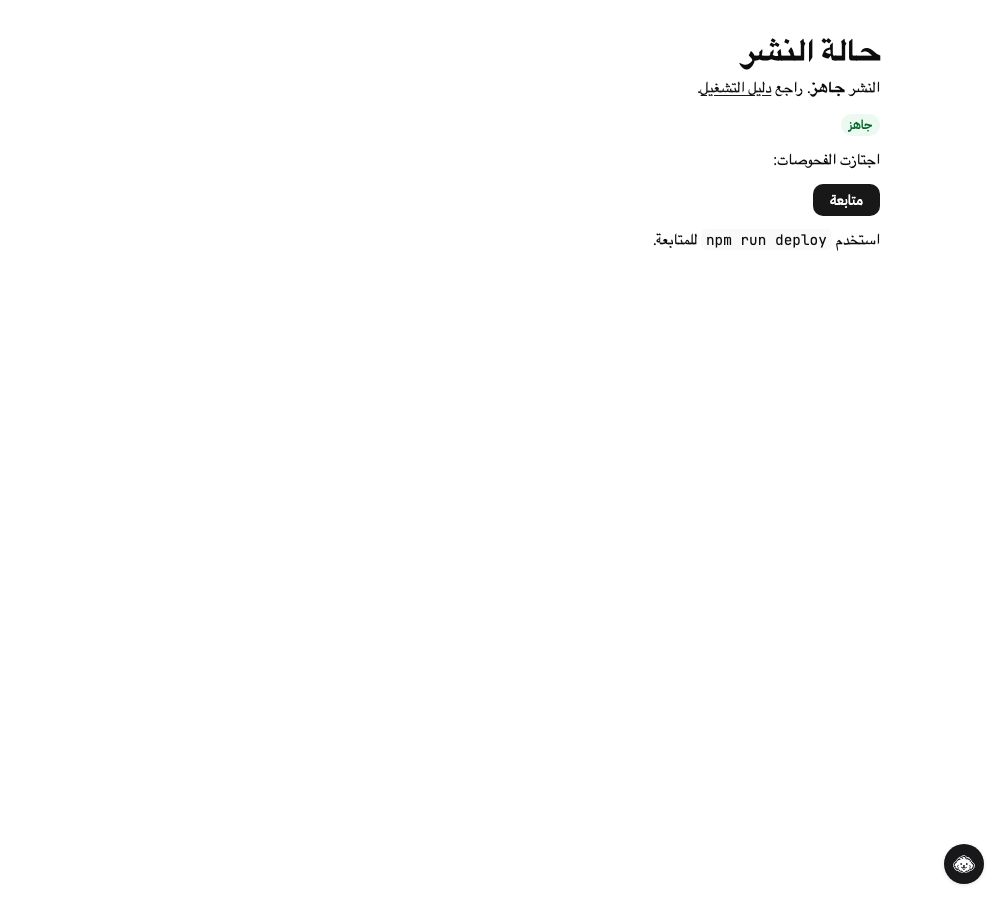 حالة النشر
النشر جاهز. راجع دليل التشغيل.
جاهز
اجتازت الفحوصات:
متابعة
استخدم npm run deploy للمتابعة.